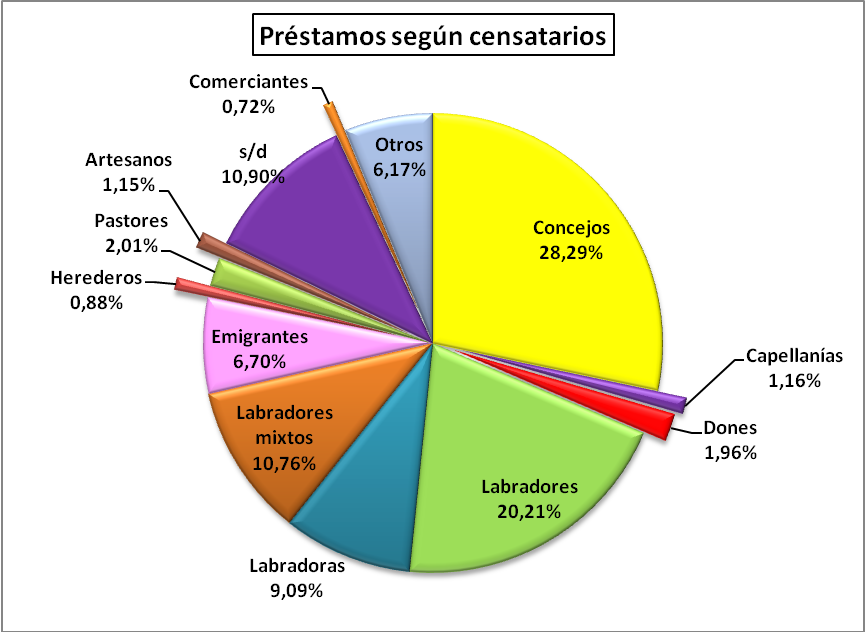 Préstamos según censatarios
Comerciantes
0,72%
Otros
6,17%
s/d
10,90%
Artesanos
1,15%
Pastores
2,01%
Herederos
0,88%
Concejos
28,29%
Emigrantes
6,70%
Capellanías
1,16%
Labradores
mixtos
10,76%
Dones
1,96%
Labradores
20,21%
Labradoras
9,09%